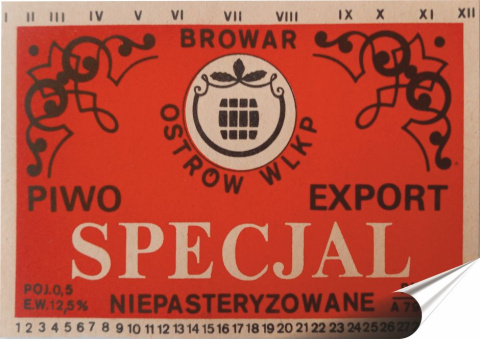 I II III IV V VI VII VIII IX X XI XII
BROWAR
OSTRÓW WLKP
PIWO EXPORT
SPECJAL
POJ. 0,5
E.W. 12,5%
NIEPASTERYZOWANE
1 2 3 4 5 6 7 8 9 10 11 12 13 14 15 16 17 18 19 20 21 22 23 24 25 26 27